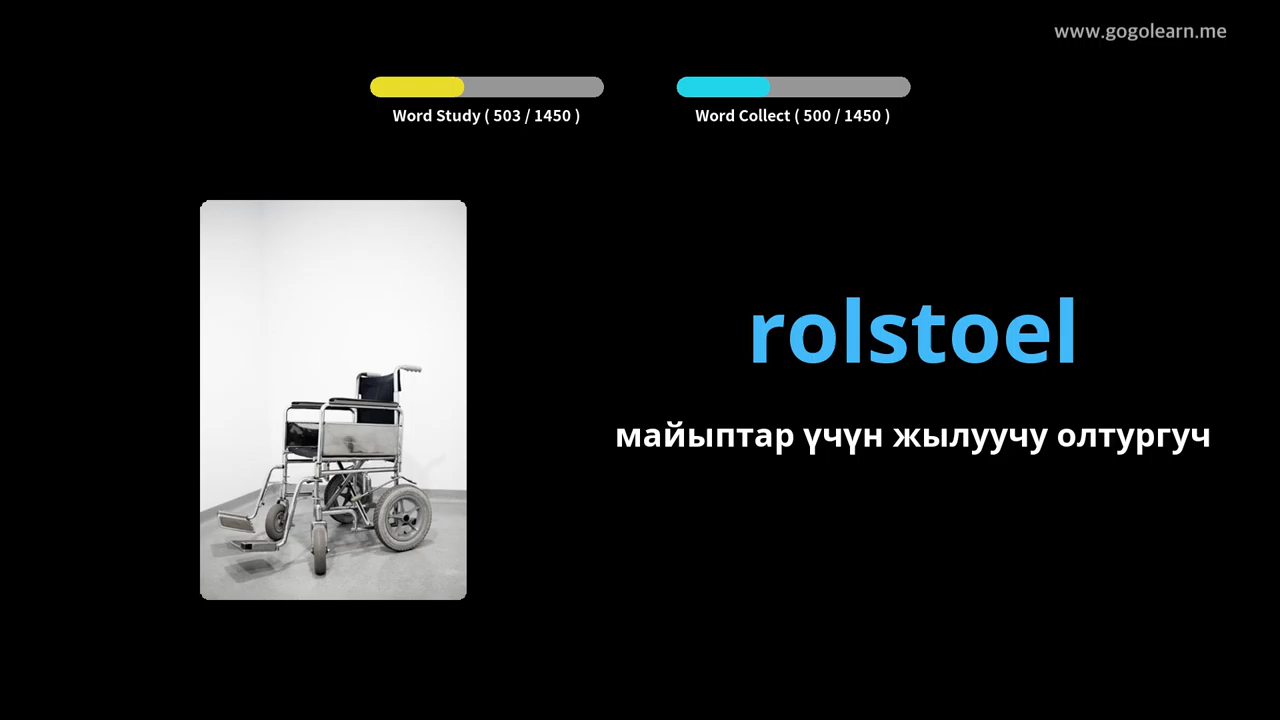 www.gogolearn.me
Word Study ( 503 / 1450 )
Word Collect ( 500 / 1450 )
rolstoel
майыптар үчүн жылуучу олтургуч